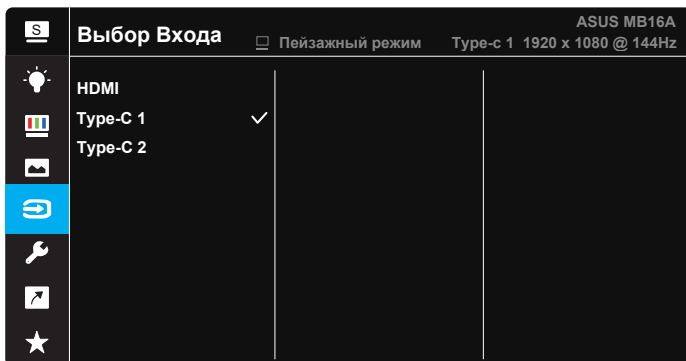 S
Выбор Входа
Пейзажный режим
ASUS MB16A
Type-c 1 1920 x 1080 @ 144Hz
HDMI
Type-C 1
Type-C 2